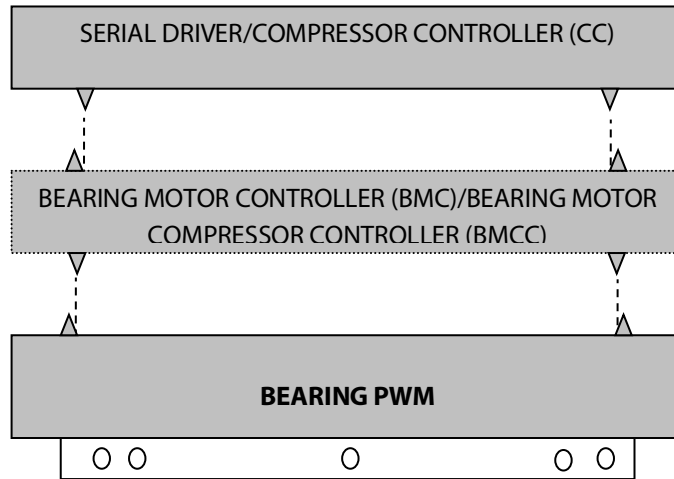 SERIAL DRIVER/COMPRESSOR CONTROLLER (CC)
BEARING MOTOR CONTROLLER (BMC)/BEARING MOTOR
COMPRESSOR CONTROLLER (BMCC)
BEARING PWM